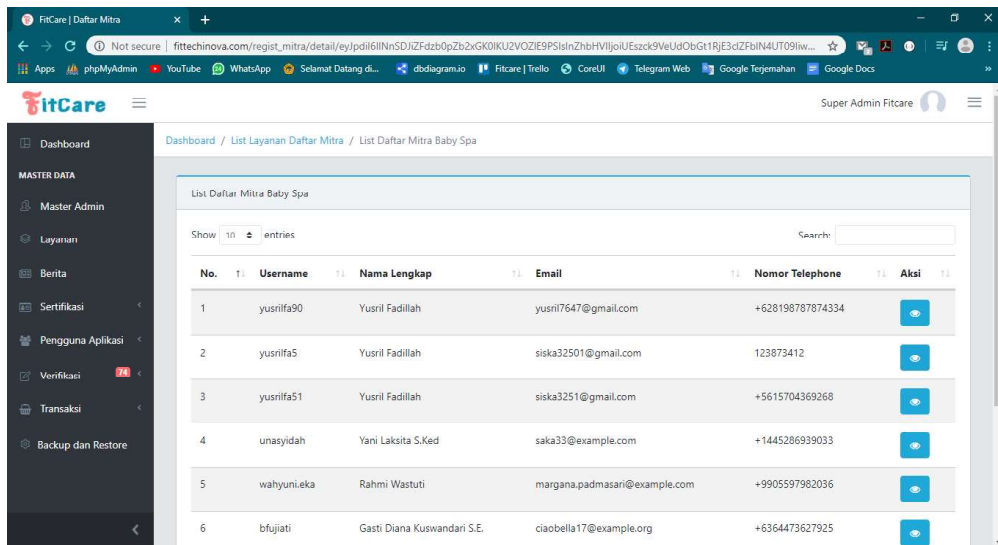 FitCare | Daftar Mitra
Not secure | fittechinova.com/regist_mitra/detail/
Apps phpMyAdmin YouTube WhatsApp Selamat Datang di... dbdiagram.io Fitcare | Trello CoreUI Telegram Web Google Terjemahan Google Docs
FitCare Super Admin Fitcare
Dashboard / List Layanan Daftar Mitra / List Daftar Mitra Baby Spa
Dashboard
MASTER DATA
Master Admin
Layanan
Berita
Sertifikasi
Pengguna Aplikasi
Verifikasi 74
Transaksi
Backup dan Restore
List Daftar Mitra Baby Spa
Show 10 entries Search:
No. Username Nama Lengkap Email Nomor Telephone Aksi
1 yusrilfa90 Yusril Fadillah yusril7647@gmail.com +628198787874334
2 yusrilfa5 Yusril Fadillah siska32501@gmail.com 123873412
3 yusrilfa51 Yusril Fadillah siska3251@gmail.com +5615704369268
4 unasyidah Yani Laksita S.Ked saka33@example.com +1445286939033
5 wahyuni.eka Rahmi Wastuti margana.padmasari@example.com +9905597982036
6 bfujiati Gasti Diana Kuswandari S.E. ciaobella17@example.org +6364473627925